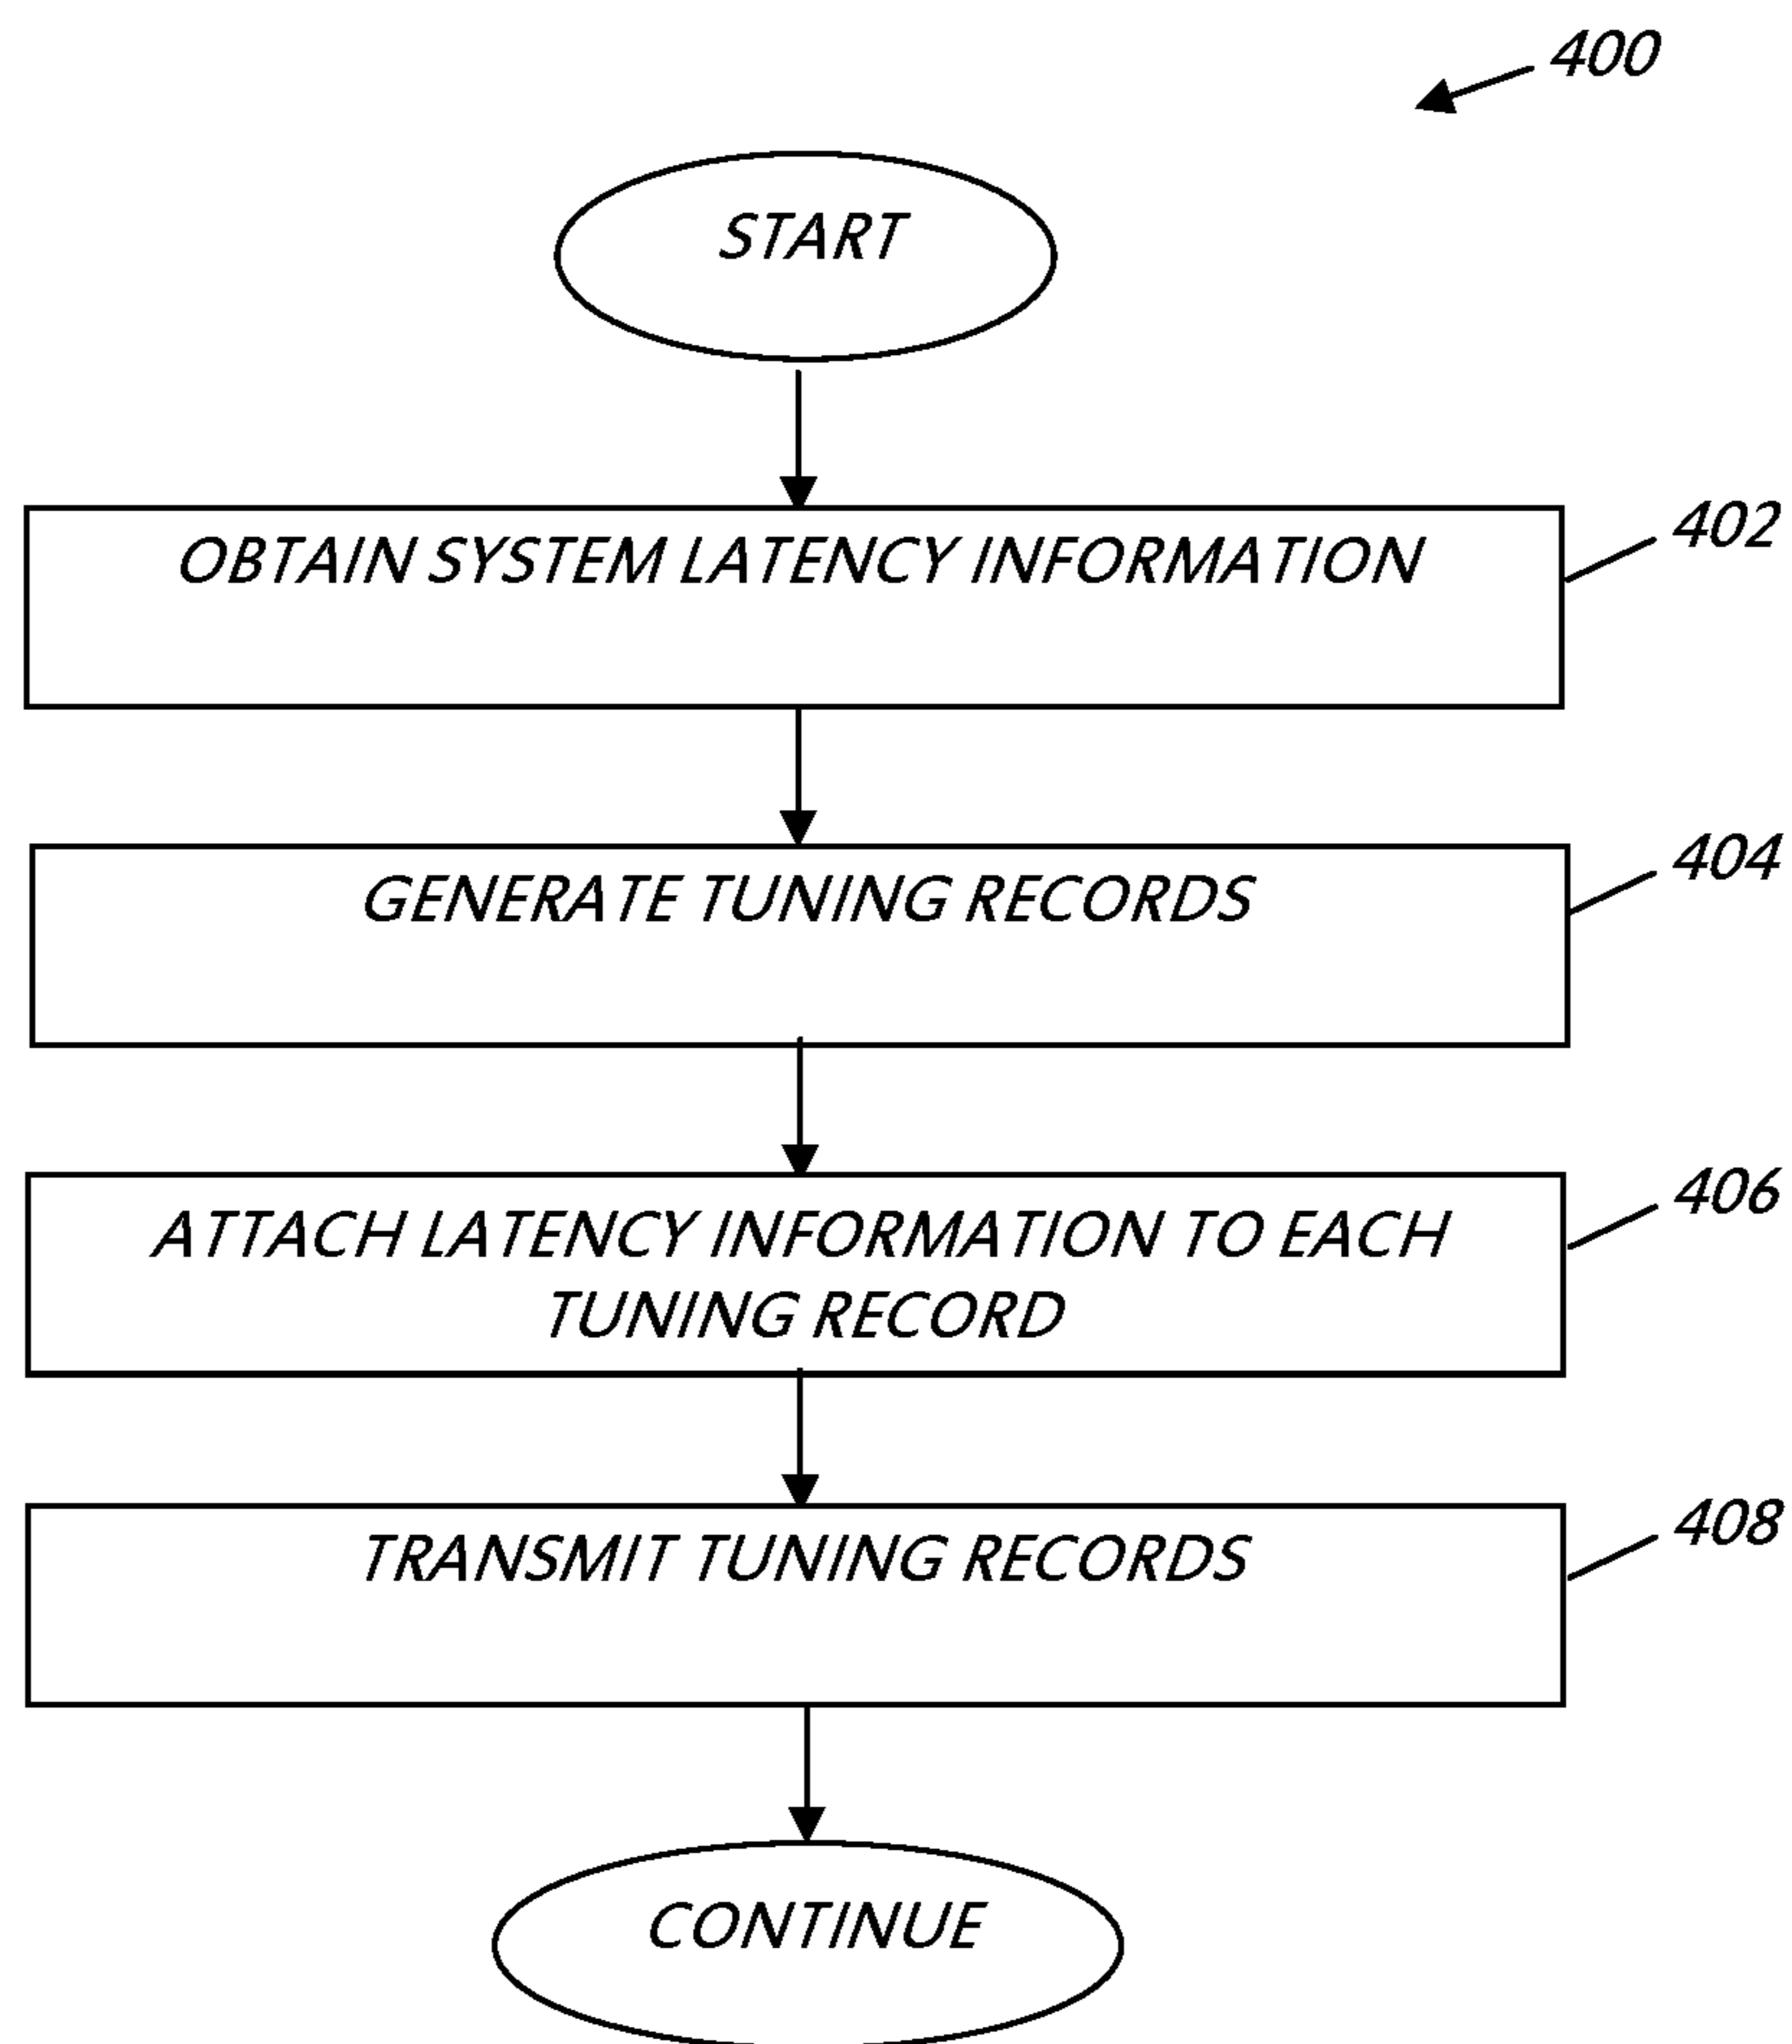 400
START
OBTAIN SYSTEM LATENCY INFORMATION
402
GENERATE TUNING RECORDS
404
ATTACH LATENCY INFORMATION TO EACH
TUNING RECORD
406
TRANSMIT TUNING RECORDS
408
CONTINUE